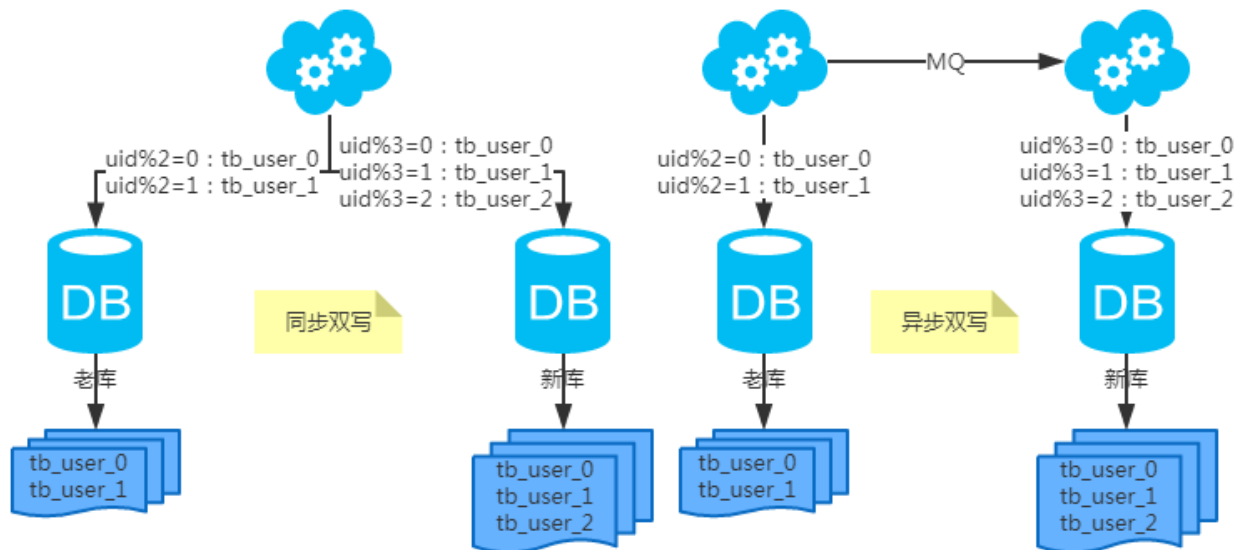 MQ
uid%2=0：tb_user_0
uid%2=1：tb_user_1
uid%3=0：tb_user_0
uid%3=1：tb_user_1
uid%3=2：tb_user_2
uid%2=0：tb_user_0
uid%2=1：tb_user_1
uid%3=0：tb_user_0
uid%3=1：tb_user_1
uid%3=2：tb_user_2
DB
同步双写
DB
DB
异步双写
DB
老库
新库
老库
新库
tb_user_0
tb_user_1
tb_user_0
tb_user_1
tb_user_2
tb_user_0
tb_user_1
tb_user_0
tb_user_1
tb_user_2